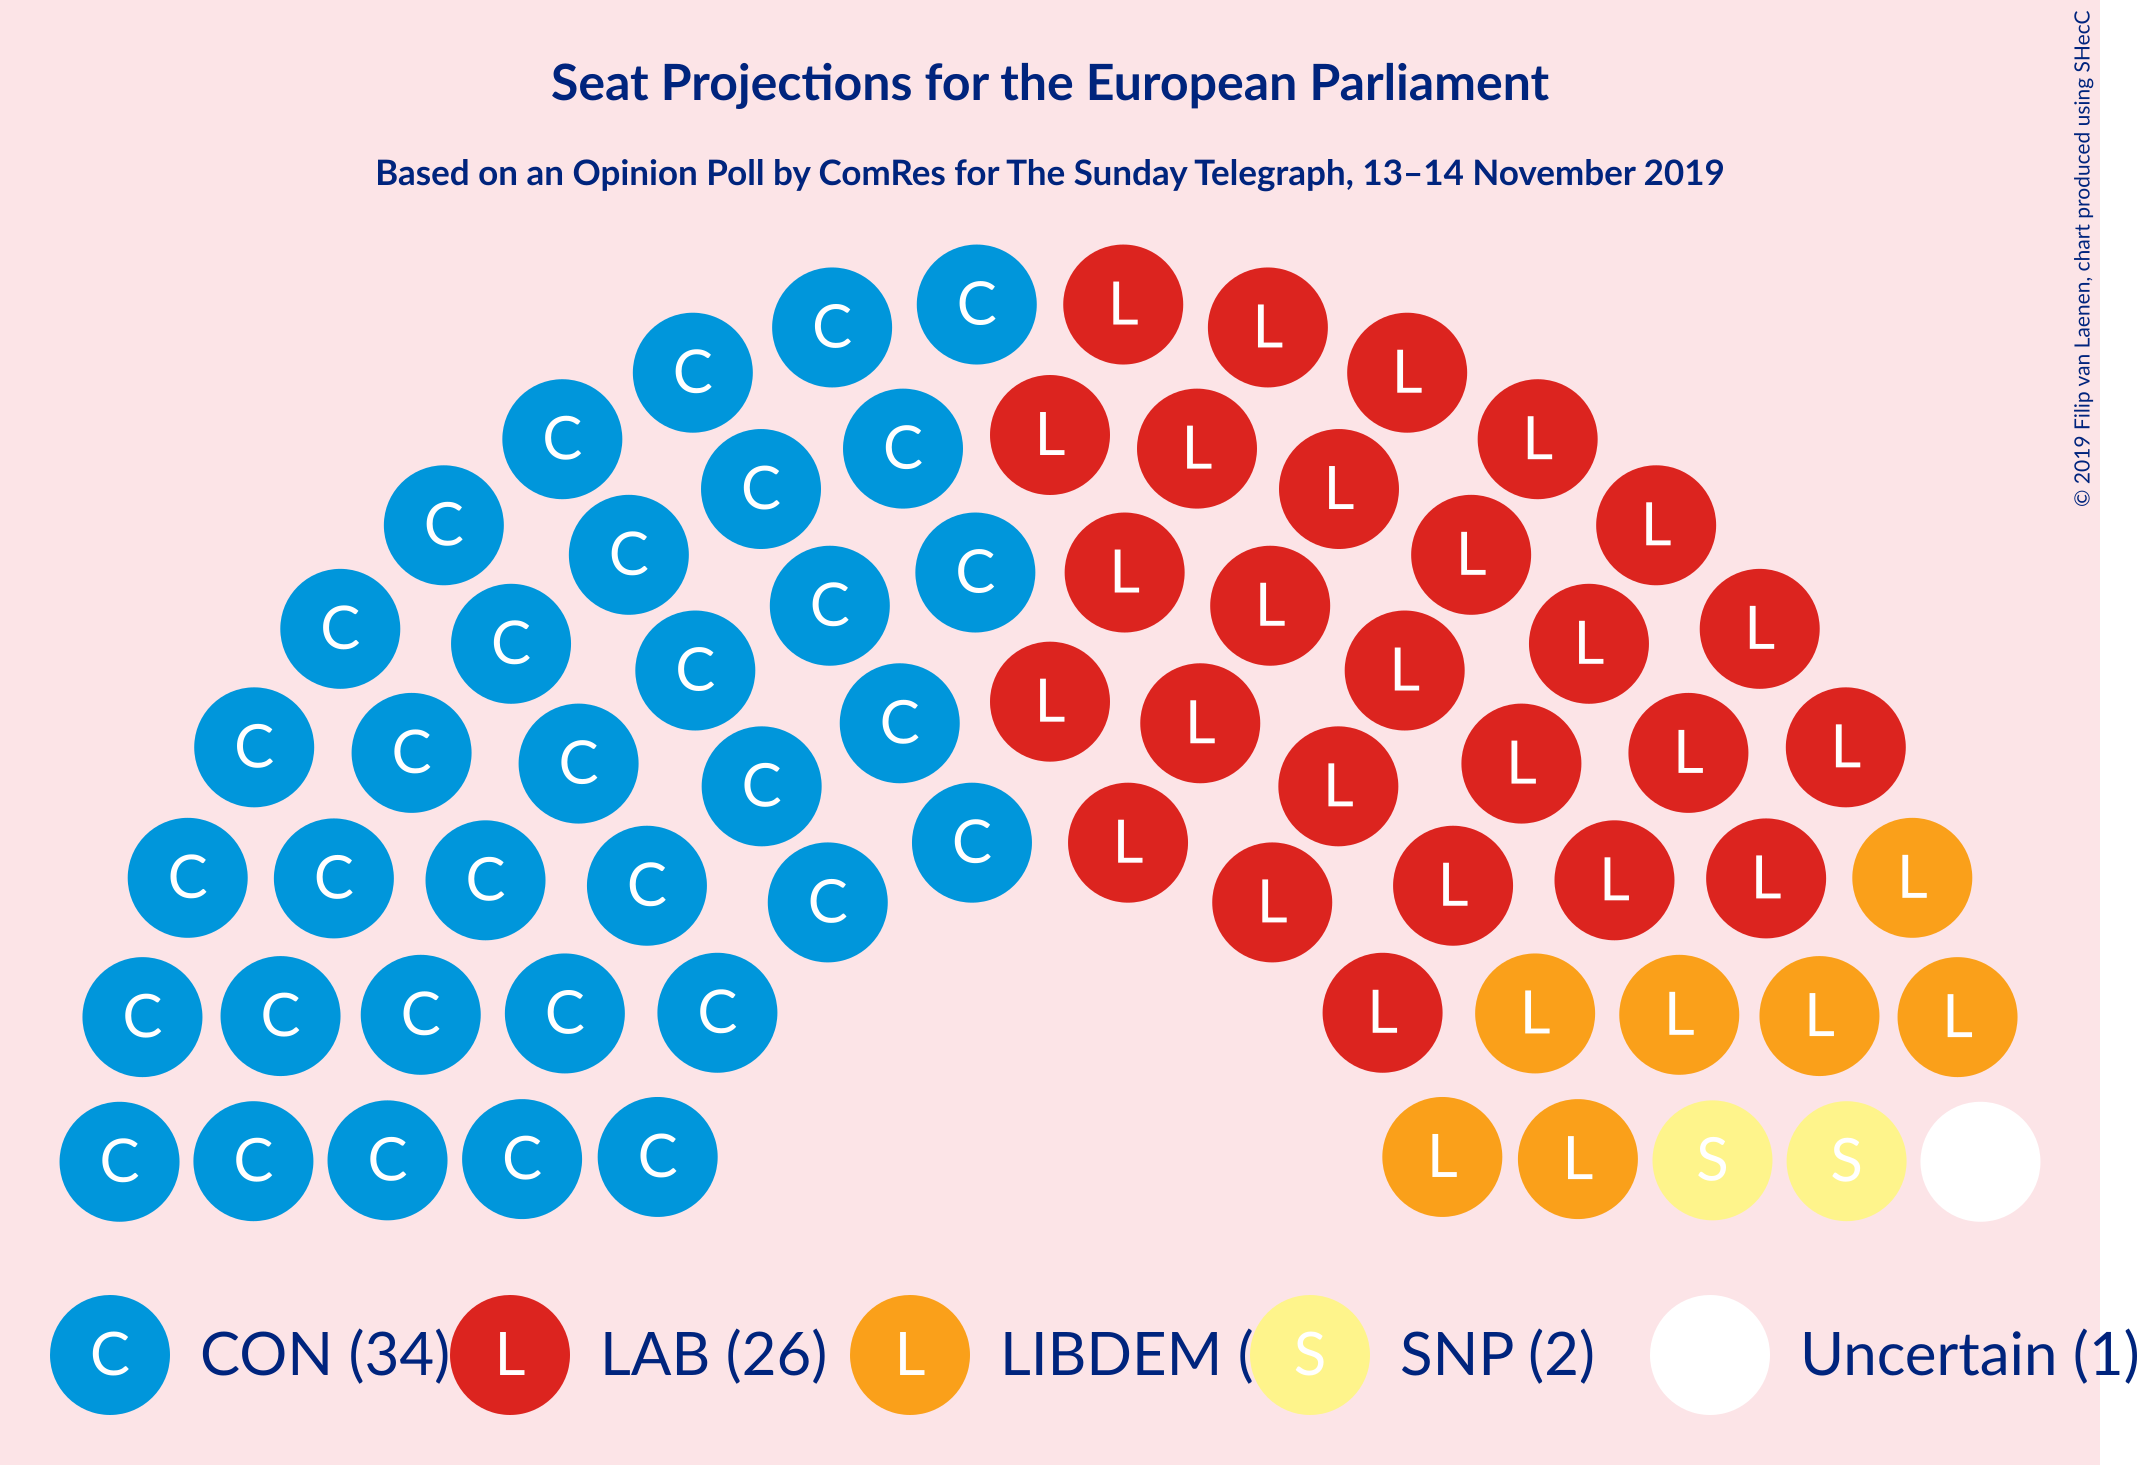 © 2019 Filip van Laenen, chart produced using SHecC
Seat Projections for the European Parliament
Based on an Opinion Poll by ComRes for The Sunday Telegraph, 13–14 November 2019
C L
C L
C L
C C L L L
C L
C L
C L
C L
C L
C L
C L
C L
L
C L
C C C L L L
C L
C L
C C C C C L L L L L
C C C C C L L L L L
C C C C C L L S S
C CON (34) L LAB (26) L LIBDEM ( S SNP (2) Uncertain (1)